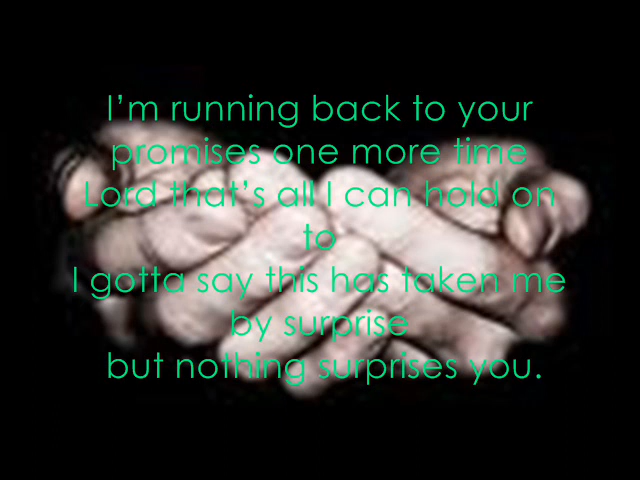 I’m running back to your
promises one more time
Lord that’s all I can hold on
to
I gotta say this has taken me
by surprise
but nothing surprises you.